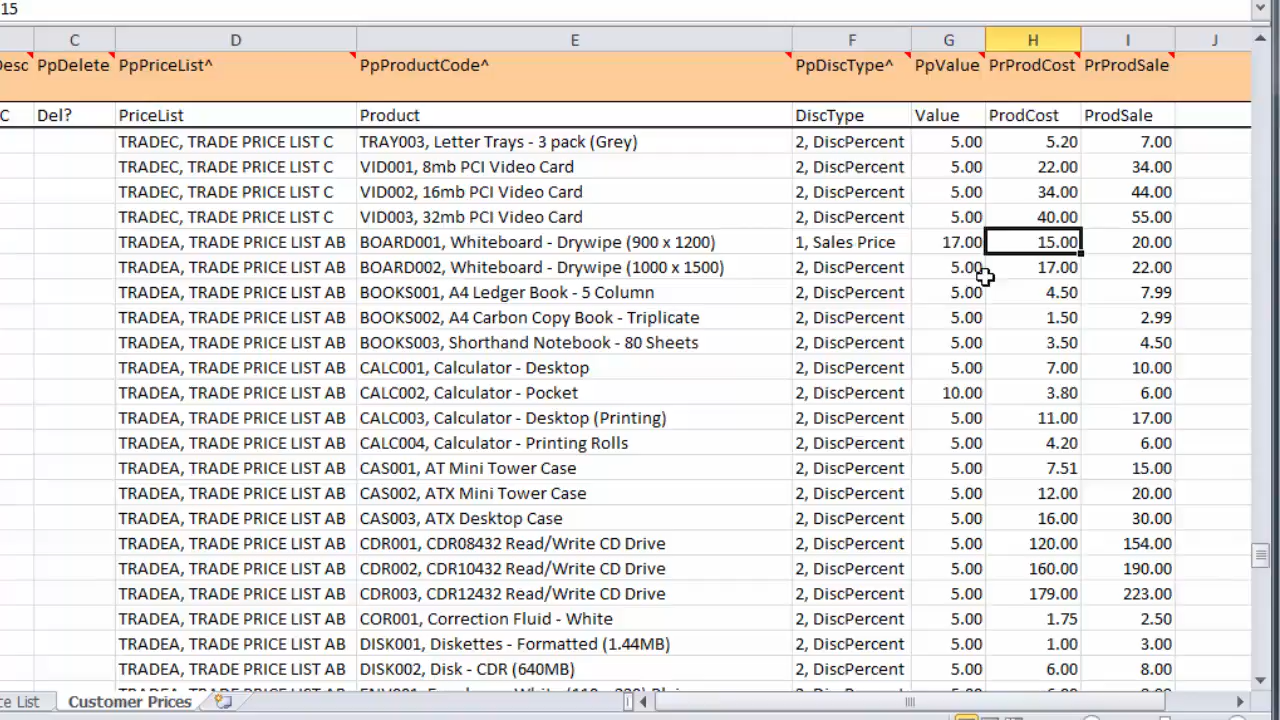 15
C D E F G H I J
Desc PpDelete PpPriceList^ PpProductCode^ PpDiscType^ PpValue PrProdCost PrProdSale
C Del? PriceList Product DiscType Value ProdCost ProdSale
TRADEC, TRADE PRICE LIST C TRAY003, Letter Trays - 3 pack (Grey) 2, DiscPercent 5.00 5.20 7.00
TRADEC, TRADE PRICE LIST C VID001, 8mb PCI Video Card 2, DiscPercent 5.00 22.00 34.00
TRADEC, TRADE PRICE LIST C VID002, 16mb PCI Video Card 2, DiscPercent 5.00 34.00 44.00
TRADEC, TRADE PRICE LIST C VID003, 32mb PCI Video Card 2, DiscPercent 5.00 40.00 55.00
TRADEA, TRADE PRICE LIST AB BOARD001, Whiteboard - Drywipe (900 x 1200) 1, Sales Price 17.00 15.00 20.00
TRADEA, TRADE PRICE LIST AB BOARD002, Whiteboard - Drywipe (1000 x 1500) 2, DiscPercent 5.00 17.00 22.00
TRADEA, TRADE PRICE LIST AB BOOKS001, A4 Ledger Book - 5 Column 2, DiscPercent 5.00 4.50 7.99
TRADEA, TRADE PRICE LIST AB BOOKS002, A4 Carbon Copy Book - Triplicate 2, DiscPercent 5.00 1.50 2.99
TRADEA, TRADE PRICE LIST AB BOOKS003, Shorthand Notebook - 80 Sheets 2, DiscPercent 5.00 3.50 4.50
TRADEA, TRADE PRICE LIST AB CALC001, Calculator - Desktop 2, DiscPercent 5.00 7.00 10.00
TRADEA, TRADE PRICE LIST AB CALC002, Calculator - Pocket 2, DiscPercent 10.00 3.80 6.00
TRADEA, TRADE PRICE LIST AB CALC003, Calculator - Desktop (Printing) 2, DiscPercent 5.00 11.00 17.00
TRADEA, TRADE PRICE LIST AB CALC004, Calculator - Printing Rolls 2, DiscPercent 5.00 4.20 6.00
TRADEA, TRADE PRICE LIST AB CAS001, AT Mini Tower Case 2, DiscPercent 5.00 7.51 15.00
TRADEA, TRADE PRICE LIST AB CAS002, ATX Mini Tower Case 2, DiscPercent 5.00 12.00 20.00
TRADEA, TRADE PRICE LIST AB CAS003, ATX Desktop Case 2, DiscPercent 5.00 16.00 30.00
TRADEA, TRADE PRICE LIST AB CDR001, CDR08432 Read/Write CD Drive 2, DiscPercent 5.00 120.00 154.00
TRADEA, TRADE PRICE LIST AB CDR002, CDR10432 Read/Write CD Drive 2, DiscPercent 5.00 160.00 190.00
TRADEA, TRADE PRICE LIST AB CDR003, CDR12432 Read/Write CD Drive 2, DiscPercent 5.00 179.00 223.00
TRADEA, TRADE PRICE LIST AB COR001, Correction Fluid - White 2, DiscPercent 5.00 1.75 2.50
TRADEA, TRADE PRICE LIST AB DISK001, Diskettes - Formatted (1.44MB) 2, DiscPercent 5.00 1.00 3.00
TRADEA, TRADE PRICE LIST AB DISK002, Disk - CDR (640MB) 2, DiscPercent 5.00 6.00 8.00
ce List Customer Prices